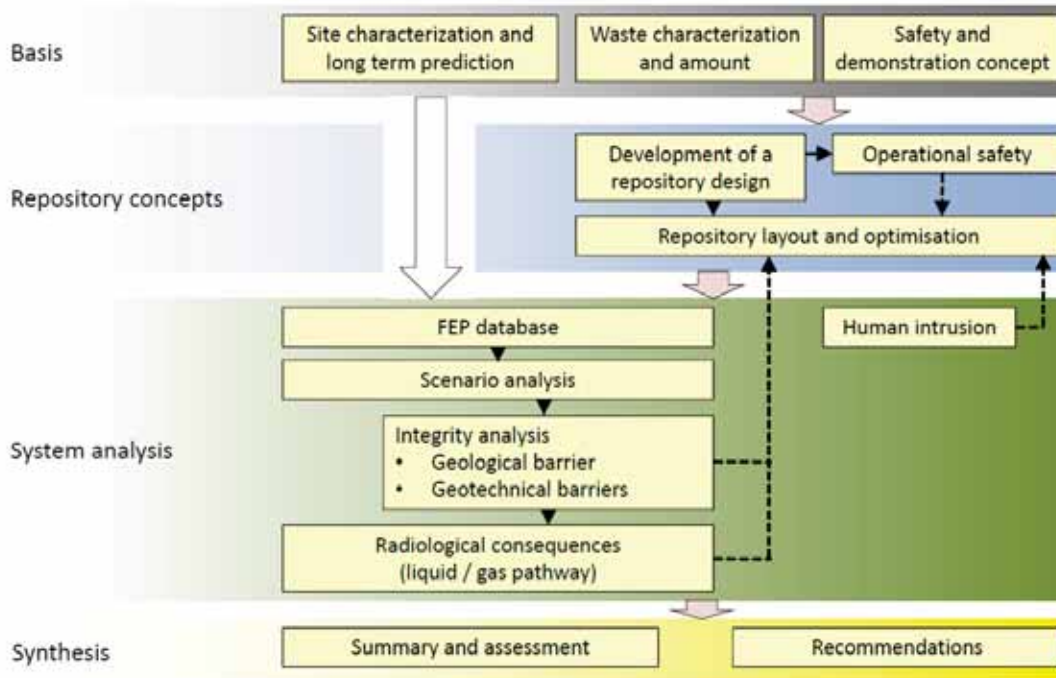 Basis
Site characterization and
long term prediction
Waste characterization
and amount
Safety and
demonstration concept
Repository concepts
Development of a
repository design
Operational safety
Repository layout and optimisation
System analysis
FEP database
Human intrusion
Scenario analysis
Integrity analysis
• Geological barrier
• Geotechnical barriers
Radiological consequences
(liquid / gas pathway)
Synthesis
Summary and assessment
Recommendations